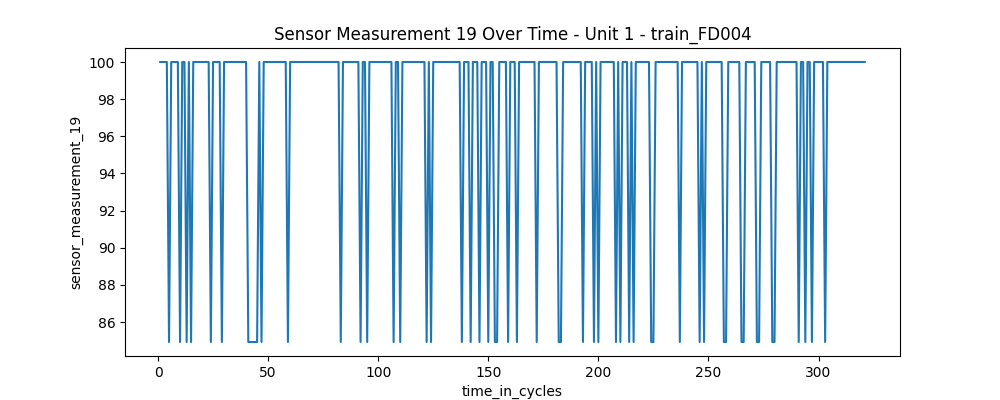 Sensor Measurement 19 Over Time - Unit 1 - train_FD004
100
98
96
94
92
90
88
86
sensor_measurement_19
0 50 100 150 200 250 300
time_in_cycles